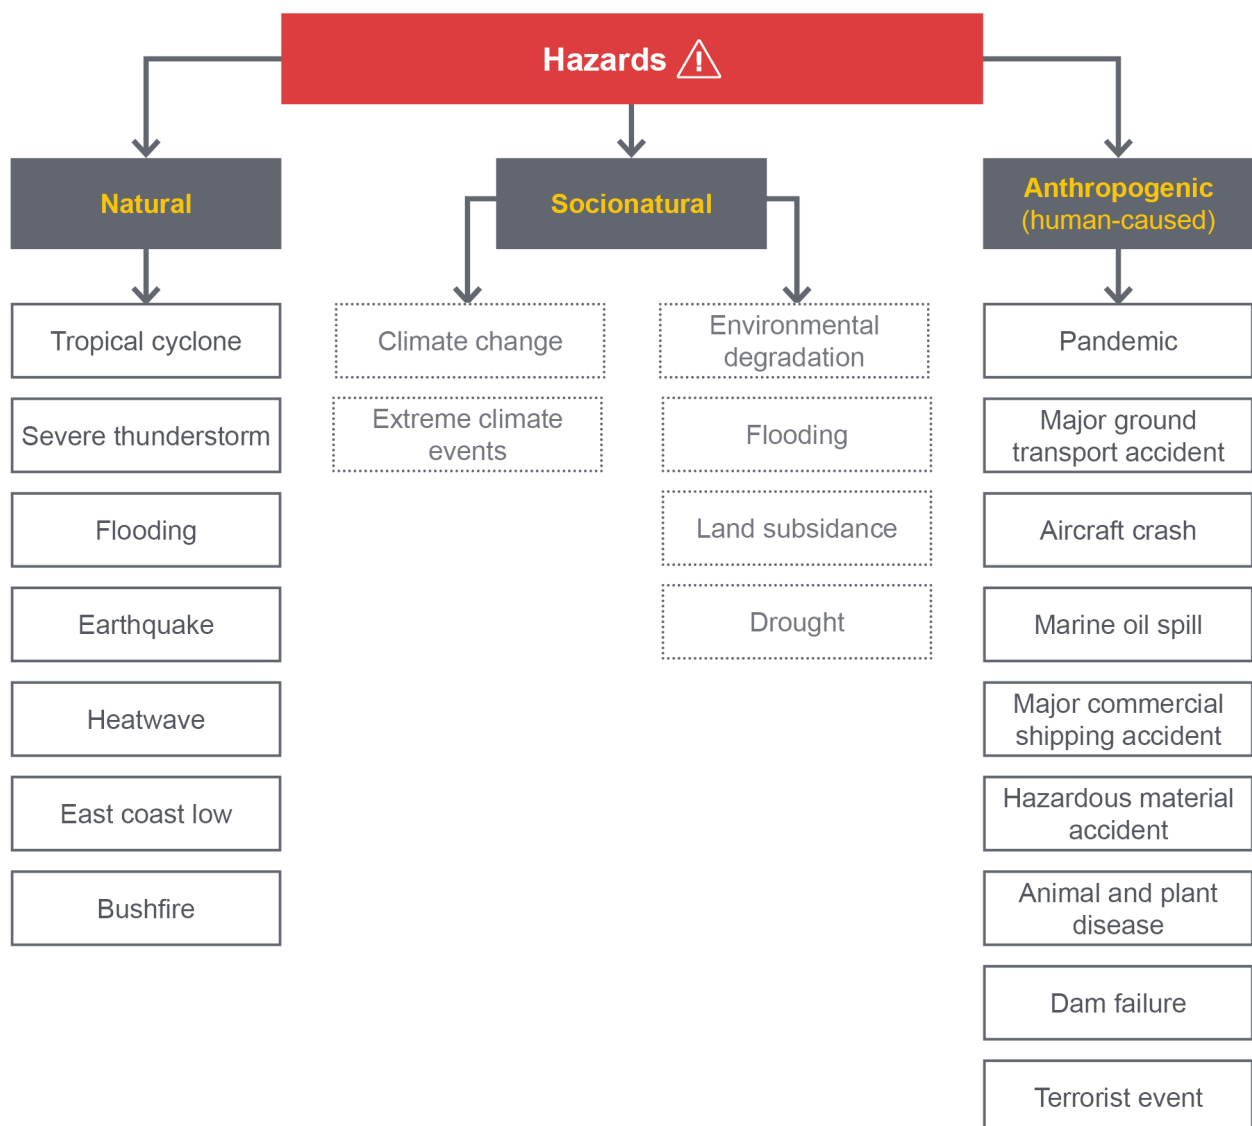 Hazards
Natural
Socionatural
Anthropogenic
(human-caused)
Tropical cyclone
Severe thunderstorm
Flooding
Earthquake
Heatwave
East coast low
Bushfire
Climate change
Extreme climate
events
Environmental
degradation
Flooding
Land subsidance
Drought
Pandemic
Major ground
transport accident
Aircraft crash
Marine oil spill
Major commercial
shipping accident
Hazardous material
accident
Animal and plant
disease
Dam failure
Terrorist event